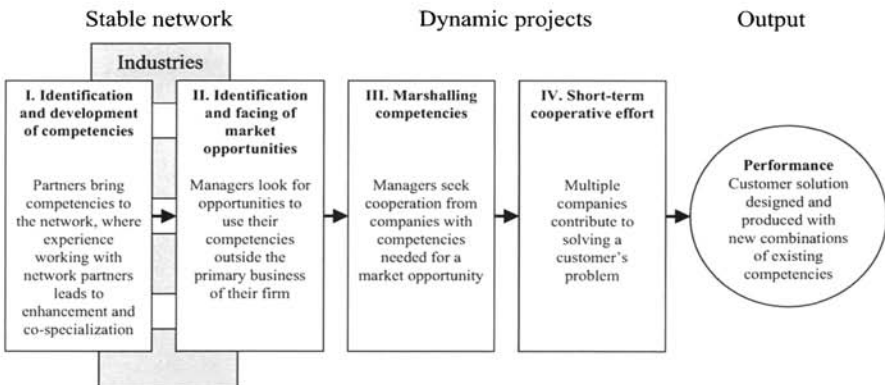 Stable network
Dynamic projects
Output
Industries
I. Identification
and development
of competencies
Partners bring
competencies to
the network, where
experience
working with
network partners
leads to
enhancement and
co-specialization
II. Identification
and facing of
market
opportunities
Managers look for
opportunities to
use their
competencies
outside the
primary business
of their firm
III. Marshalling
competencies
Managers seek
cooperation from
companies with
competencies
needed for a
market opportunity
IV. Short-term
cooperative effort
Multiple
companies
contribute to
solving a
customer's
problem
Performance
Customer solution
designed and
produced with
new combinations
of existing
competencies